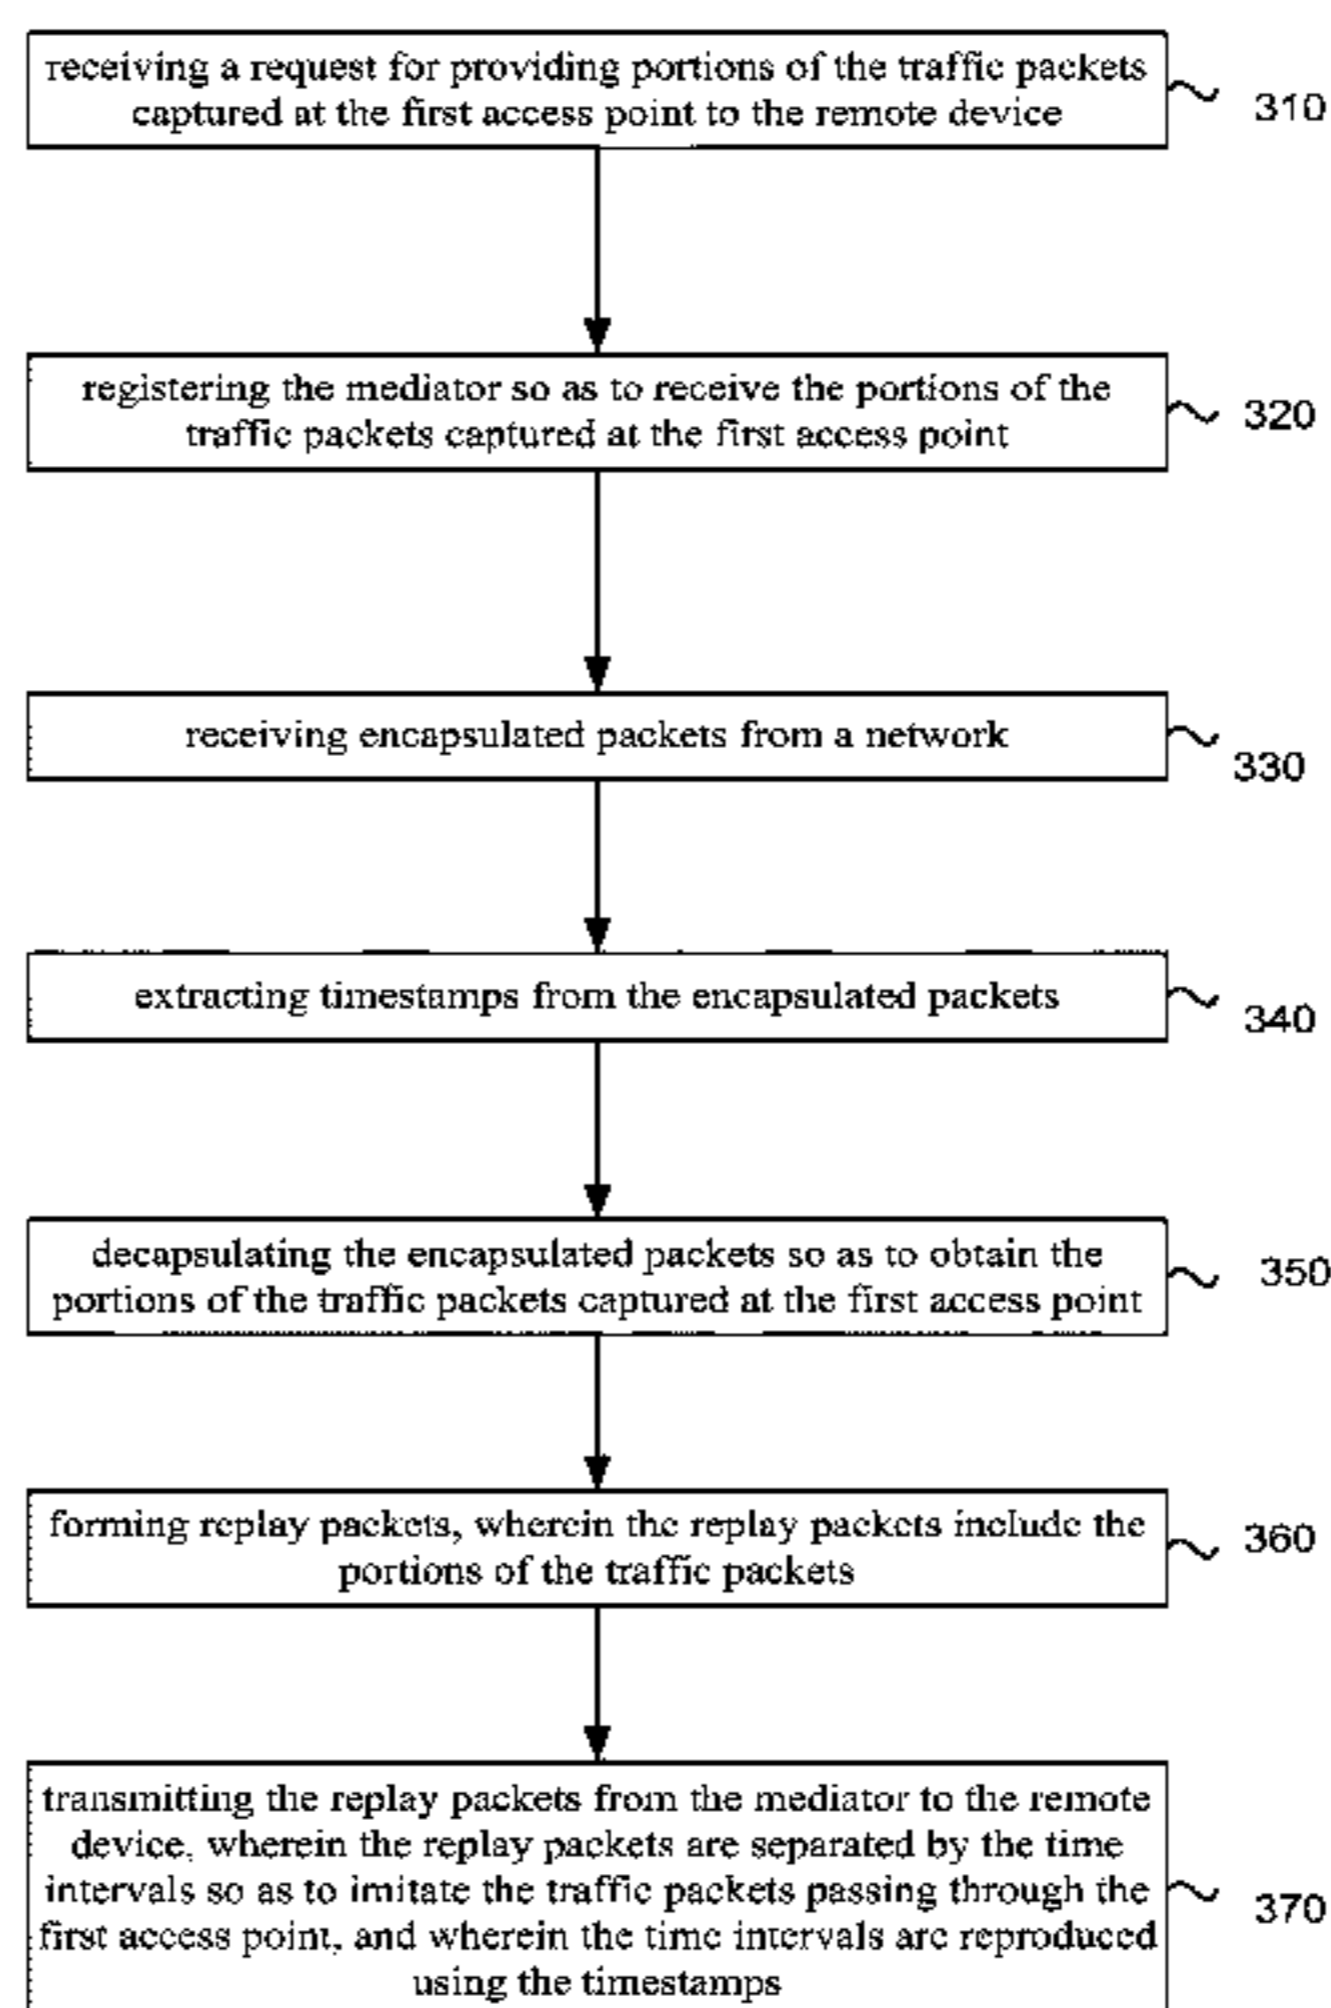 receiving a request for providing portions of the traffic packets
captured at the first access point to the remote device
310
registering the mediator so as to receive the portions of the
traffic packets captured at the first access point
320
receiving encapsulated packets from a network
330
extracting timestamps from the encapsulated packets
340
decapsulating the encapsulated packets so as to obtain the
portions of the traffic packets captured at the first access point
350
forming replay packets, wherein the replay packets include the
portions of the traffic packets
360
transmitting the replay packets from the mediator to the remote
device, wherein the replay packets are separated by the time
intervals so as to imitate the traffic packets passing through the
first access point, and wherein the time intervals are reproduced
using the timestamps
370